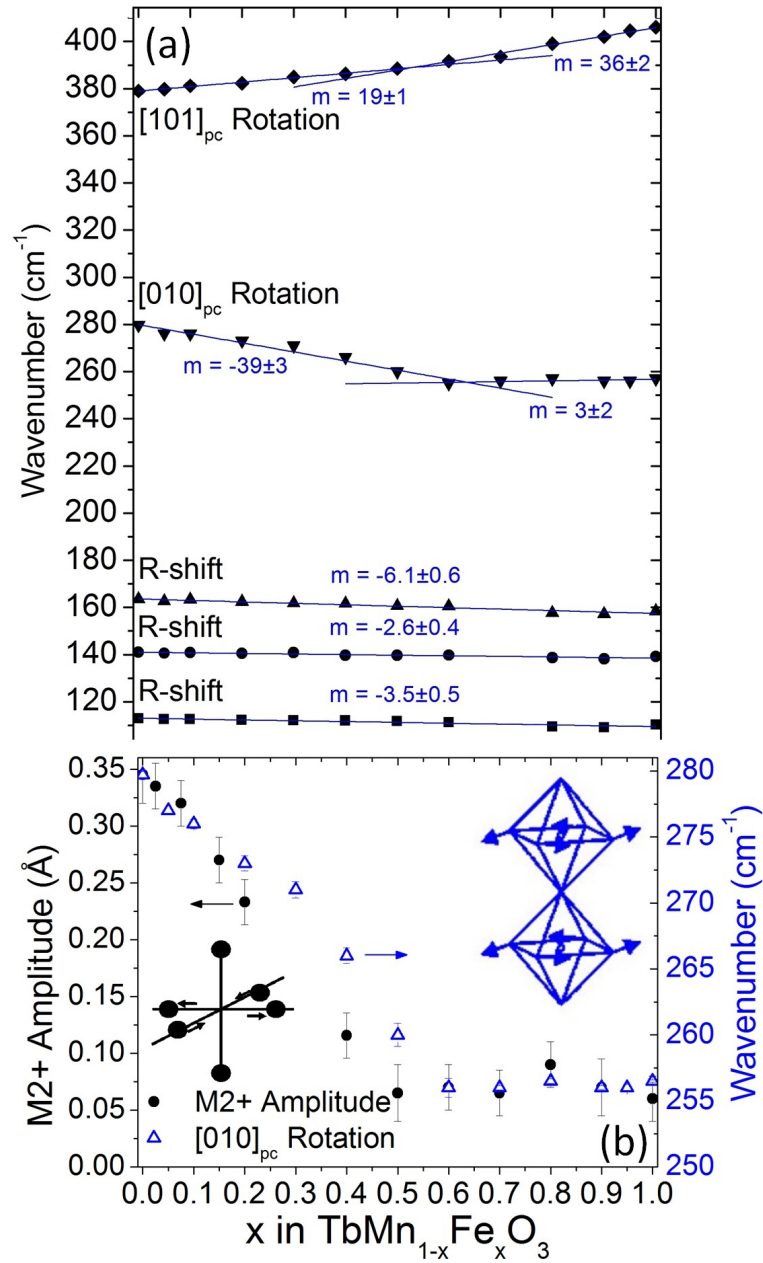 (a)
400
380
360
340
320
300
280
260
240
220
200
180
160
140
120
Wavenumber (cm-1)
m = 36±2
m = 19±1
[101]pc Rotation
[010]pc Rotation
m = -39±3
m = 3±2
R-shift
m = -6.1±0.6
R-shift
m = -2.6±0.4
R-shift
m = -3.5±0.5
0.35
0.30
0.25
0.20
0.15
0.10
0.05
0.00
M2+ Amplitude (Å)
280
275
270
265
260
255
250
Wavenumber (cm-1)
M2+ Amplitude
[010]pc Rotation
(b)
0.0 0.1 0.2 0.3 0.4 0.5 0.6 0.7 0.8 0.9 1.0
x in TbMn1-xFexO3